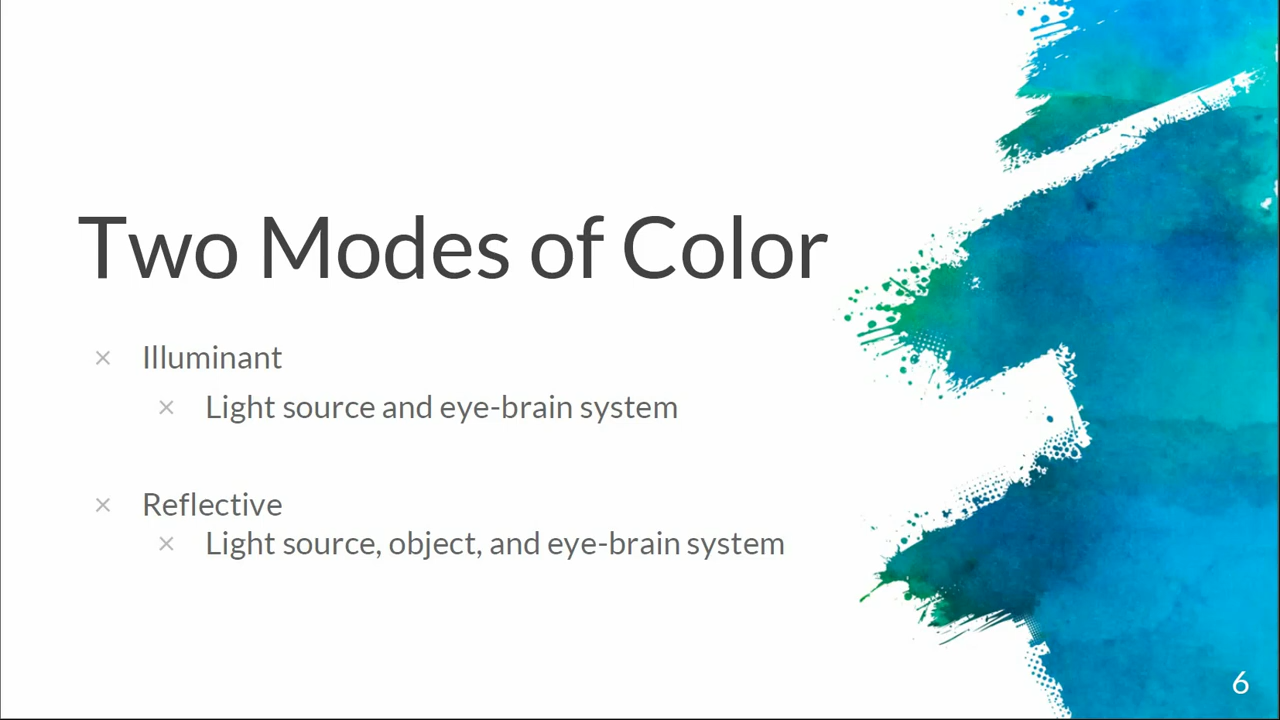 Two Modes of Color
× Illuminant
× Light source and eye-brain system
× Reflective
× Light source, object, and eye-brain system
6